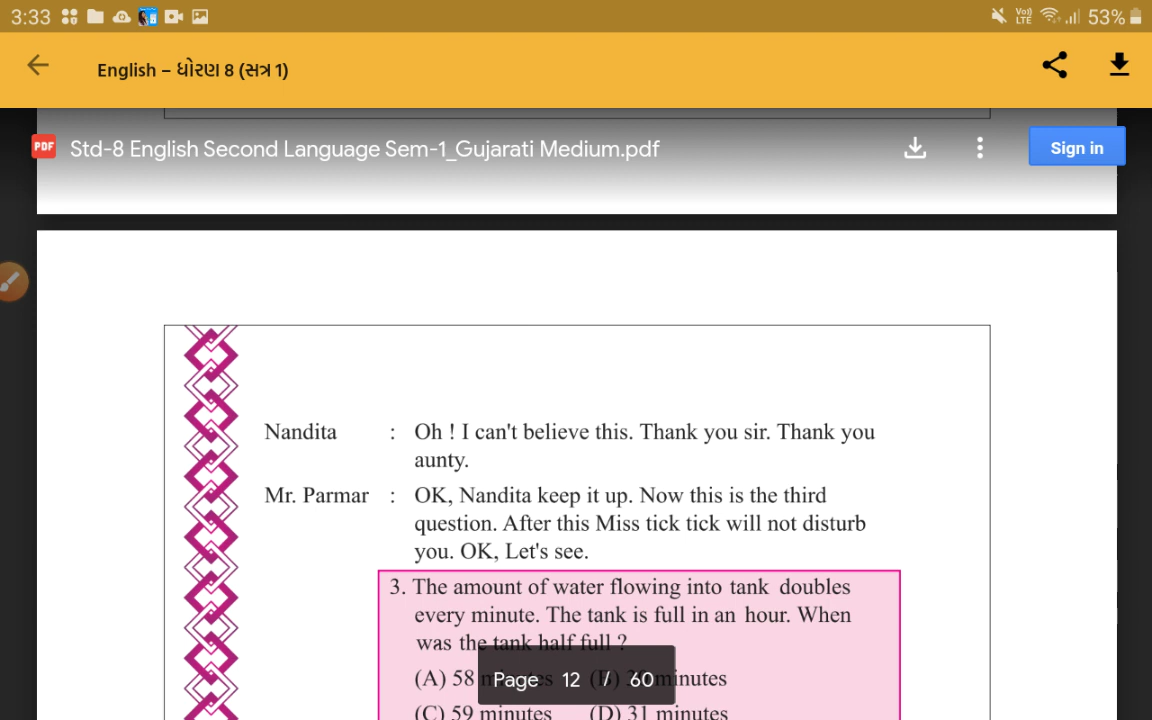 3:33 53%
English – ધોરણ 8 (સત્ર 1)
PDF Std-8 English Second Language Sem-1_Gujarati Medium.pdf Sign in
Nandita : Oh ! I can't believe this. Thank you sir. Thank you
aunty.
Mr. Parmar : OK, Nandita keep it up. Now this is the third
question. After this Miss tick tick will not disturb
you. OK, Let's see.
3. The amount of water flowing into tank doubles
every minute. The tank is full in an hour. When
was the tank half full ?
(A) 58 minutes (B) 30 minutes
Page 12 / 60
(C) 59 minutes (D) 31 minutes